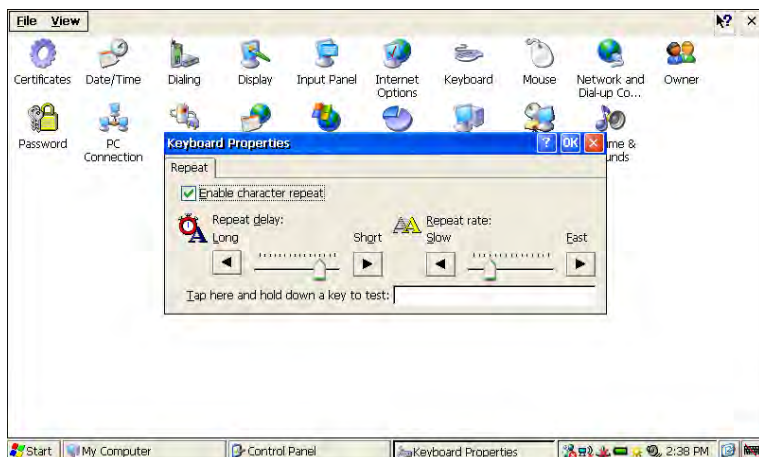 File View
Certificates Date/Time Dialing Display Input Panel Internet Options Keyboard Mouse Network and Dial-up Co... Owner
Password PC Connection
me &
unds
Keyboard Properties ? OK
Repeat
Enable character repeat
Repeat delay:
Long Short
Repeat rate:
Slow Fast
Tap here and hold down a key to test:
Start My Computer Control Panel Keyboard Properties 2:38 PM